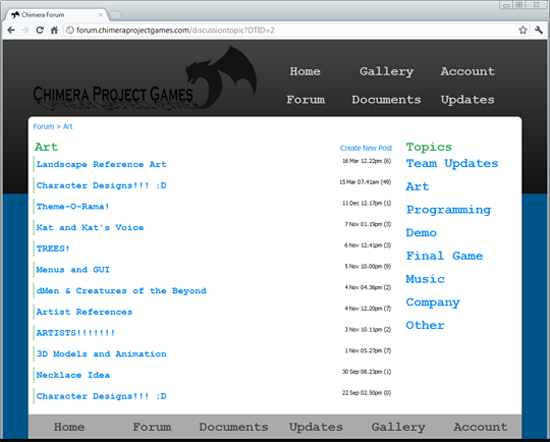 Chimera Forum
forum.chimeraprojectgames.com/discussiontopic?DTID=2
CHIMERA PROJECT GAMES
Home Gallery Account
Forum Documents Updates
Forum > Art
Art Create New Post
Landscape Reference Art 16 Mar 12.22pm (6)
Character Designs!!! :D 15 Mar 07.41am (49)
Theme-O-Rama! 11 Dec 12.17pm (1)
Kat and Kat's Voice 7 Nov 01.19pm (3)
TREES! 6 Nov 12.41pm (3)
Menus and GUI 5 Nov 10.00pm (9)
dMen & Creatures of the Beyond 4 Nov 04.36pm (2)
Artist References 4 Nov 12.20pm (7)
ARTISTS!!!!!!! 3 Nov 10.11pm (2)
3D Models and Animation 1 Nov 05.27pm (7)
Necklace Idea 30 Sep 08.23pm (1)
Character Designs!!! :D 22 Sep 02.50pm (0)
Topics
Team Updates
Art
Programming
Demo
Final Game
Music
Company
Other
Home Forum Documents Updates Gallery Account